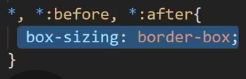 *, *:before, *:after{
box-sizing: border-box;
}